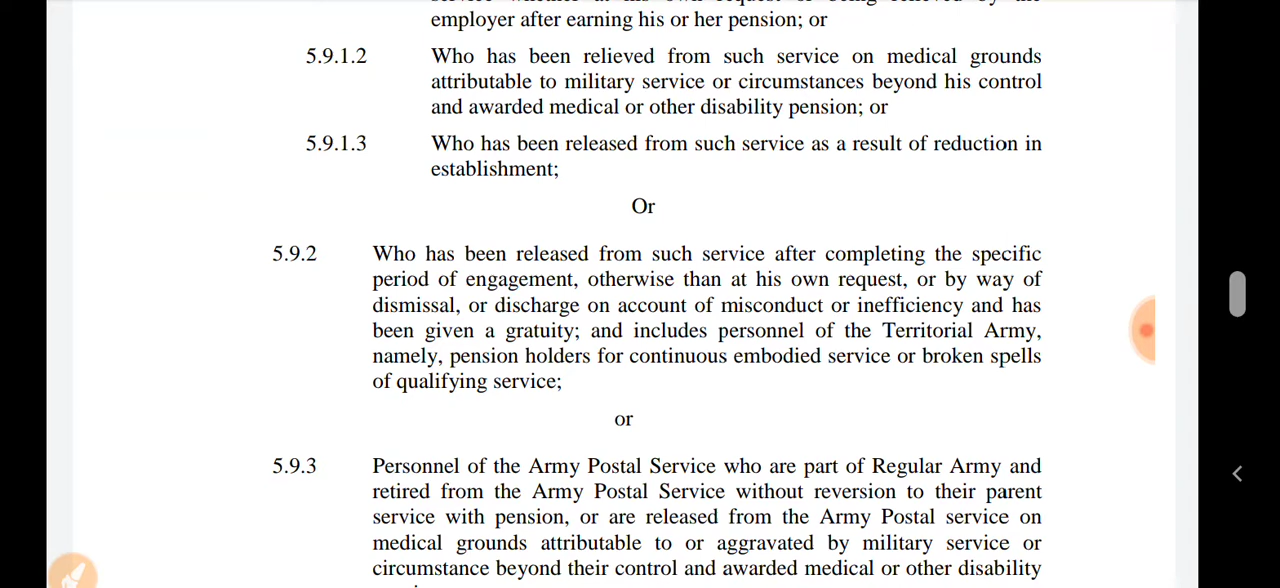 employer after earning his or her pension; or
5.9.1.2 Who has been relieved from such service on medical grounds
attributable to military service or circumstances beyond his control
and awarded medical or other disability pension; or
5.9.1.3 Who has been released from such service as a result of reduction in
establishment;
Or
5.9.2 Who has been released from such service after completing the specific
period of engagement, otherwise than at his own request, or by way of
dismissal, or discharge on account of misconduct or inefficiency and has
been given a gratuity; and includes personnel of the Territorial Army,
namely, pension holders for continuous embodied service or broken spells
of qualifying service;
or
5.9.3 Personnel of the Army Postal Service who are part of Regular Army and
retired from the Army Postal Service without reversion to their parent
service with pension, or are released from the Army Postal service on
medical grounds attributable to or aggravated by military service or
circumstance beyond their control and awarded medical or other disability